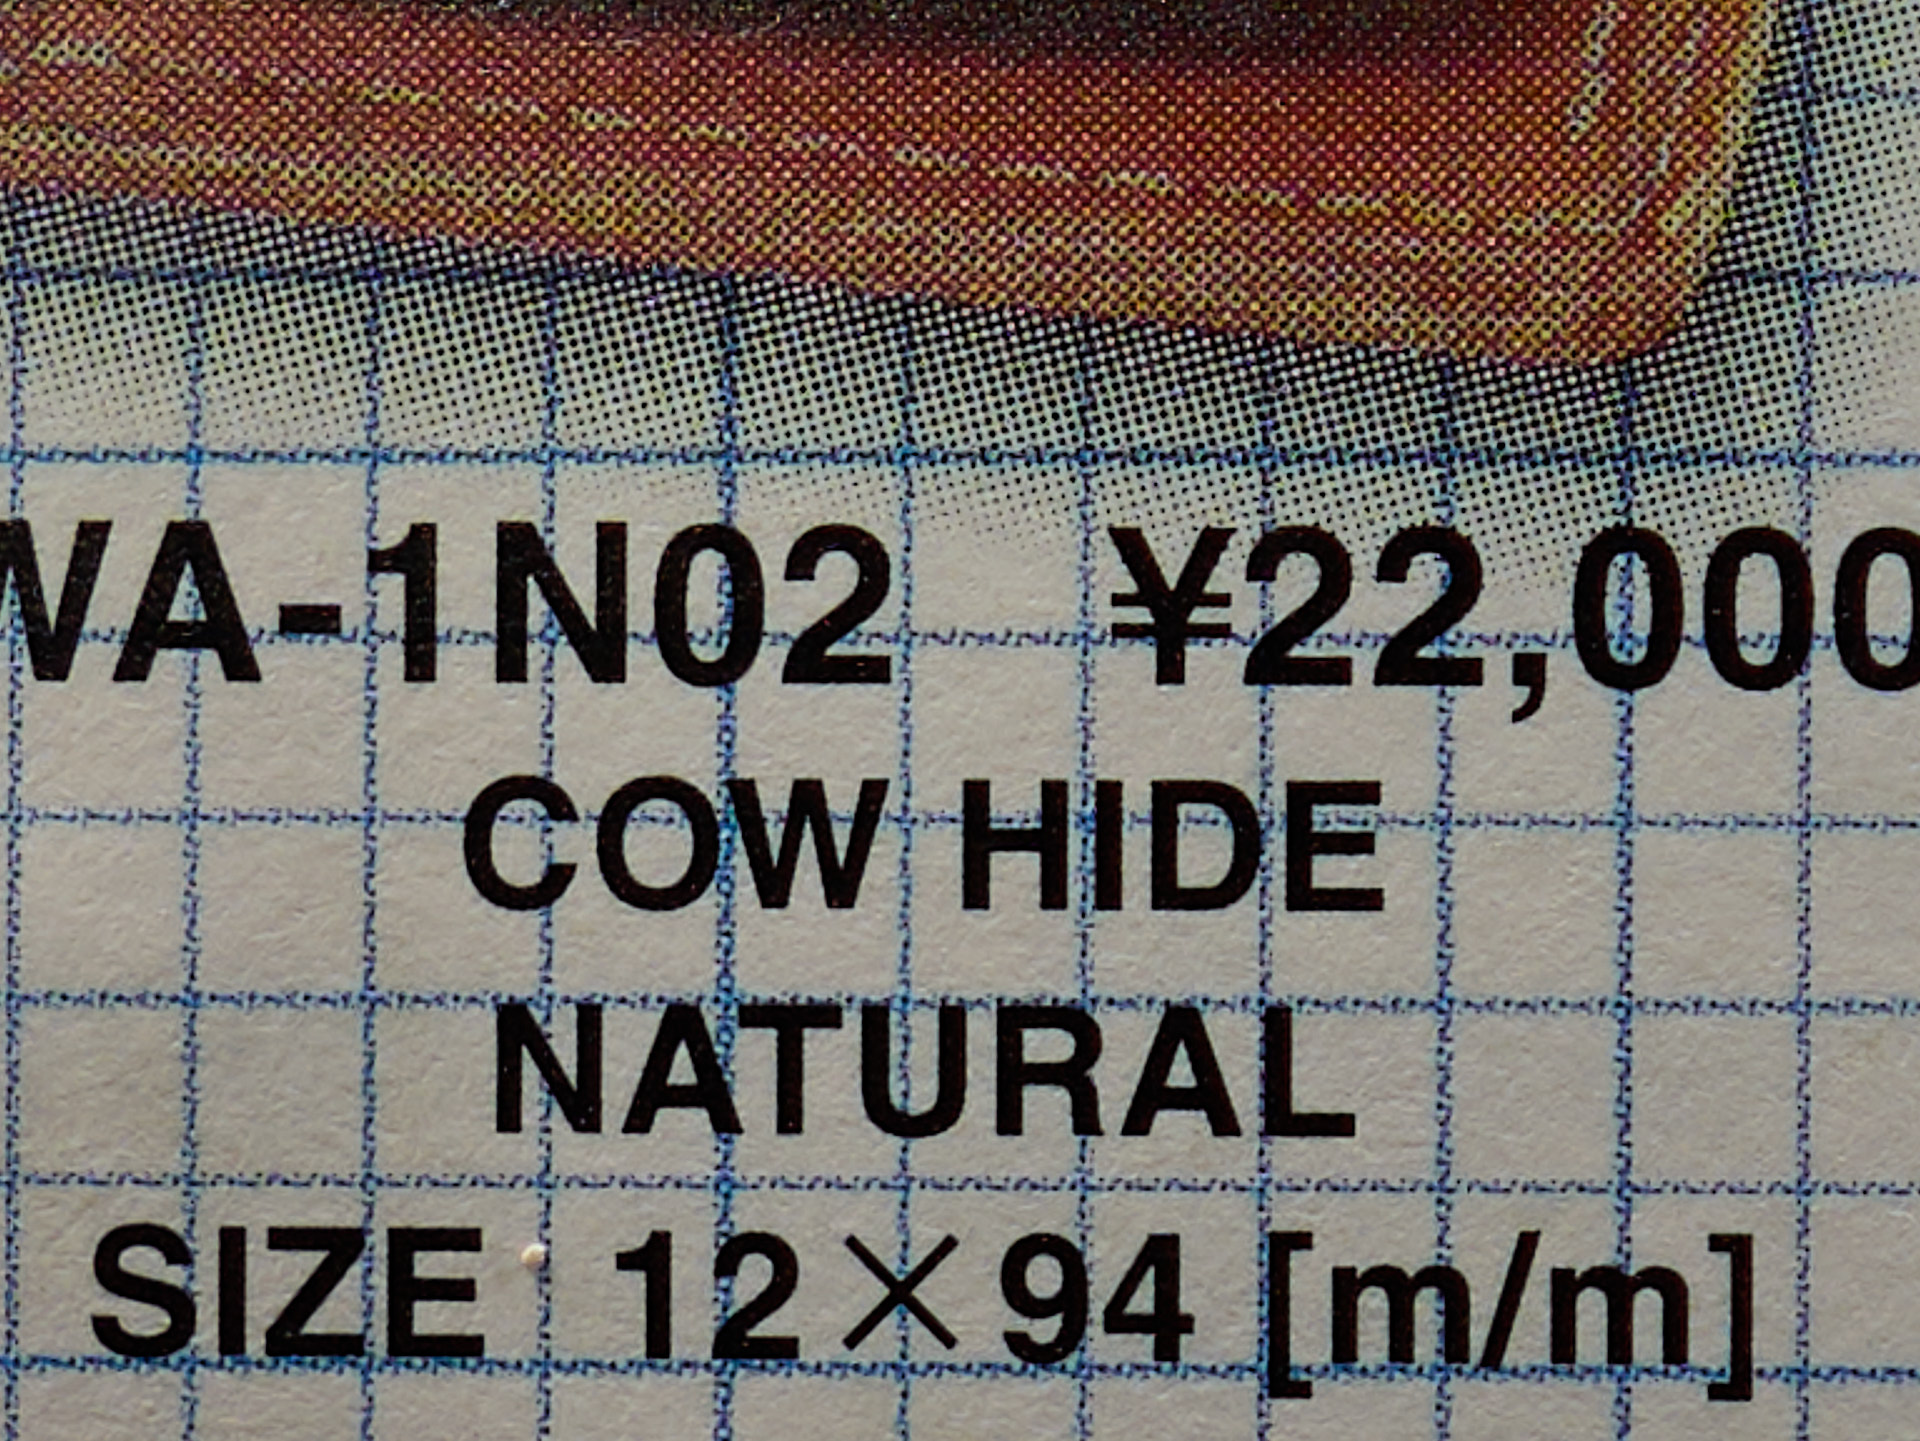 WA-1N02 ¥22,000
COW HIDE
NATURAL
SIZE 12×94 [m/m]